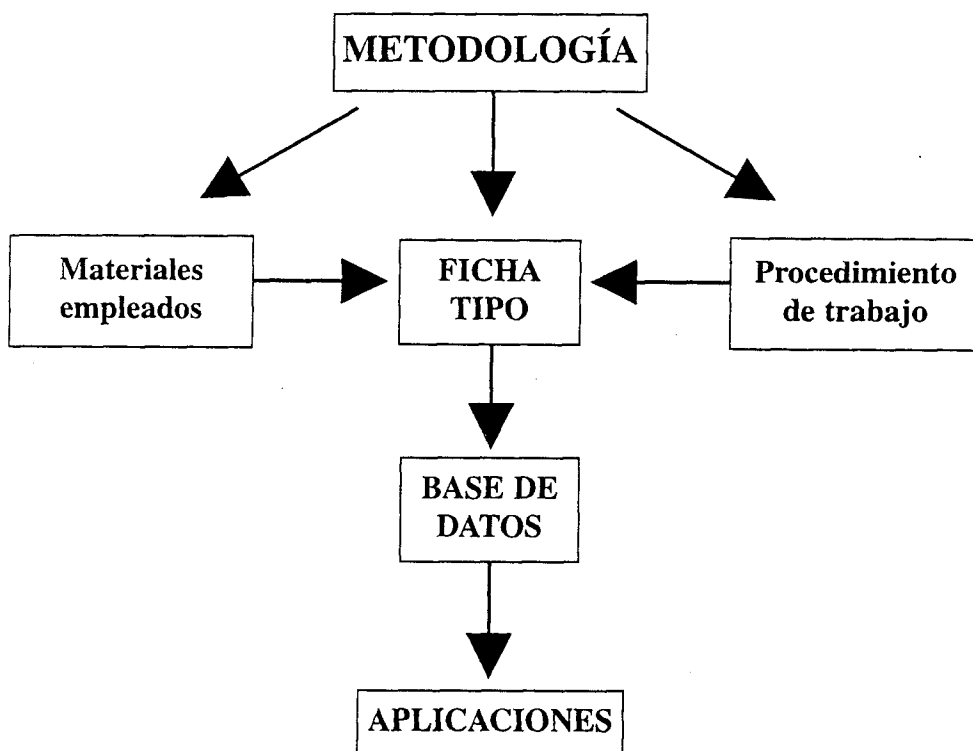 METODOLOGÍA
Materiales
empleados
FICHA
TIPO
Procedimiento
de trabajo
BASE DE
DATOS
APLICACIONES